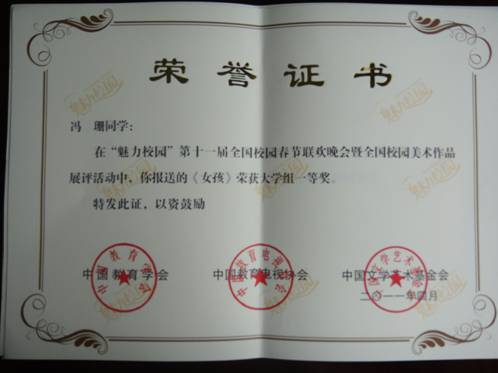 荣誉证书
冯　珊同学：
在“魅力校园”第十一届全国校园春节联欢晚会暨全国校园美术作品
展评活动中，你报送的《女孩》荣获大学组一等奖。
特发此证，以资鼓励
中国教育学会 中国教育电视协会 中国文学艺术基金会
二〇一一年四月